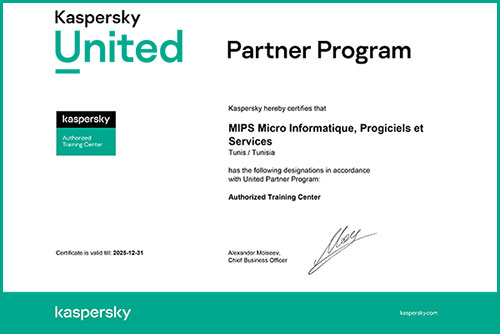 Kaspersky
United
Partner Program
Kaspersky hereby certifies that
MIPS Micro Informatique, Progiciels et
Services
Tunis / Tunisia
kaspersky
Authorized
Training Center
has the following designations in accordance
with United Partner Program:
Authorized Training Center
Certificate is valid till: 2025-12-31
Alexander Moiseev,
Chief Business Officer
kaspersky
kaspersky.com